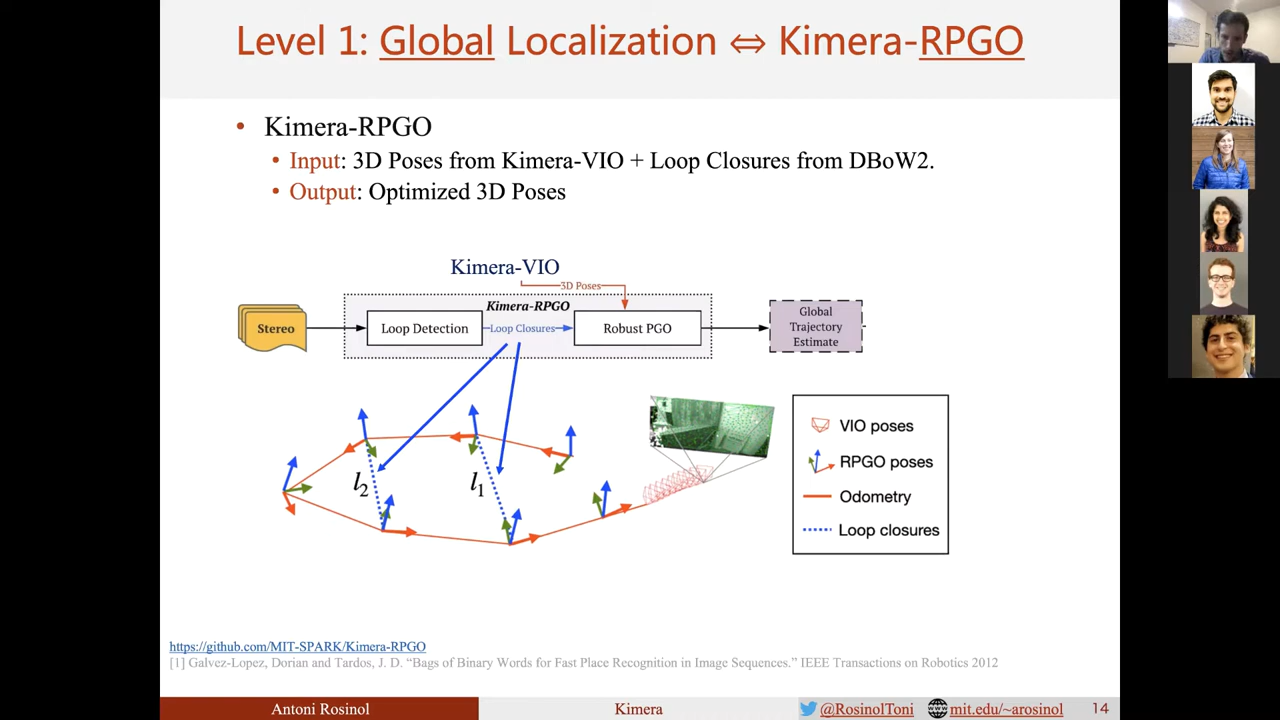 Level 1: Global Localization ⇔ Kimera-RPGO
• Kimera-RPGO
• Input: 3D Poses from Kimera-VIO + Loop Closures from DBoW2.
• Output: Optimized 3D Poses
Kimera-VIO
3D Poses
Kimera-RPGO
Stereo
Loop Detection
Loop Closures
Robust PGO
Global
Trajectory
Estimate
l2
l1
VIO poses
RPGO poses
Odometry
Loop closures
https://github.com/MIT-SPARK/Kimera-RPGO
[1] Galvez-Lopez, Dorian and Tardos, J. D. “Bags of Binary Words for Fast Place Recognition in Image Sequences.” IEEE Transactions on Robotics 2012
Antoni Rosinol
Kimera
@RosinolToni
mit.edu/~arosinol
14